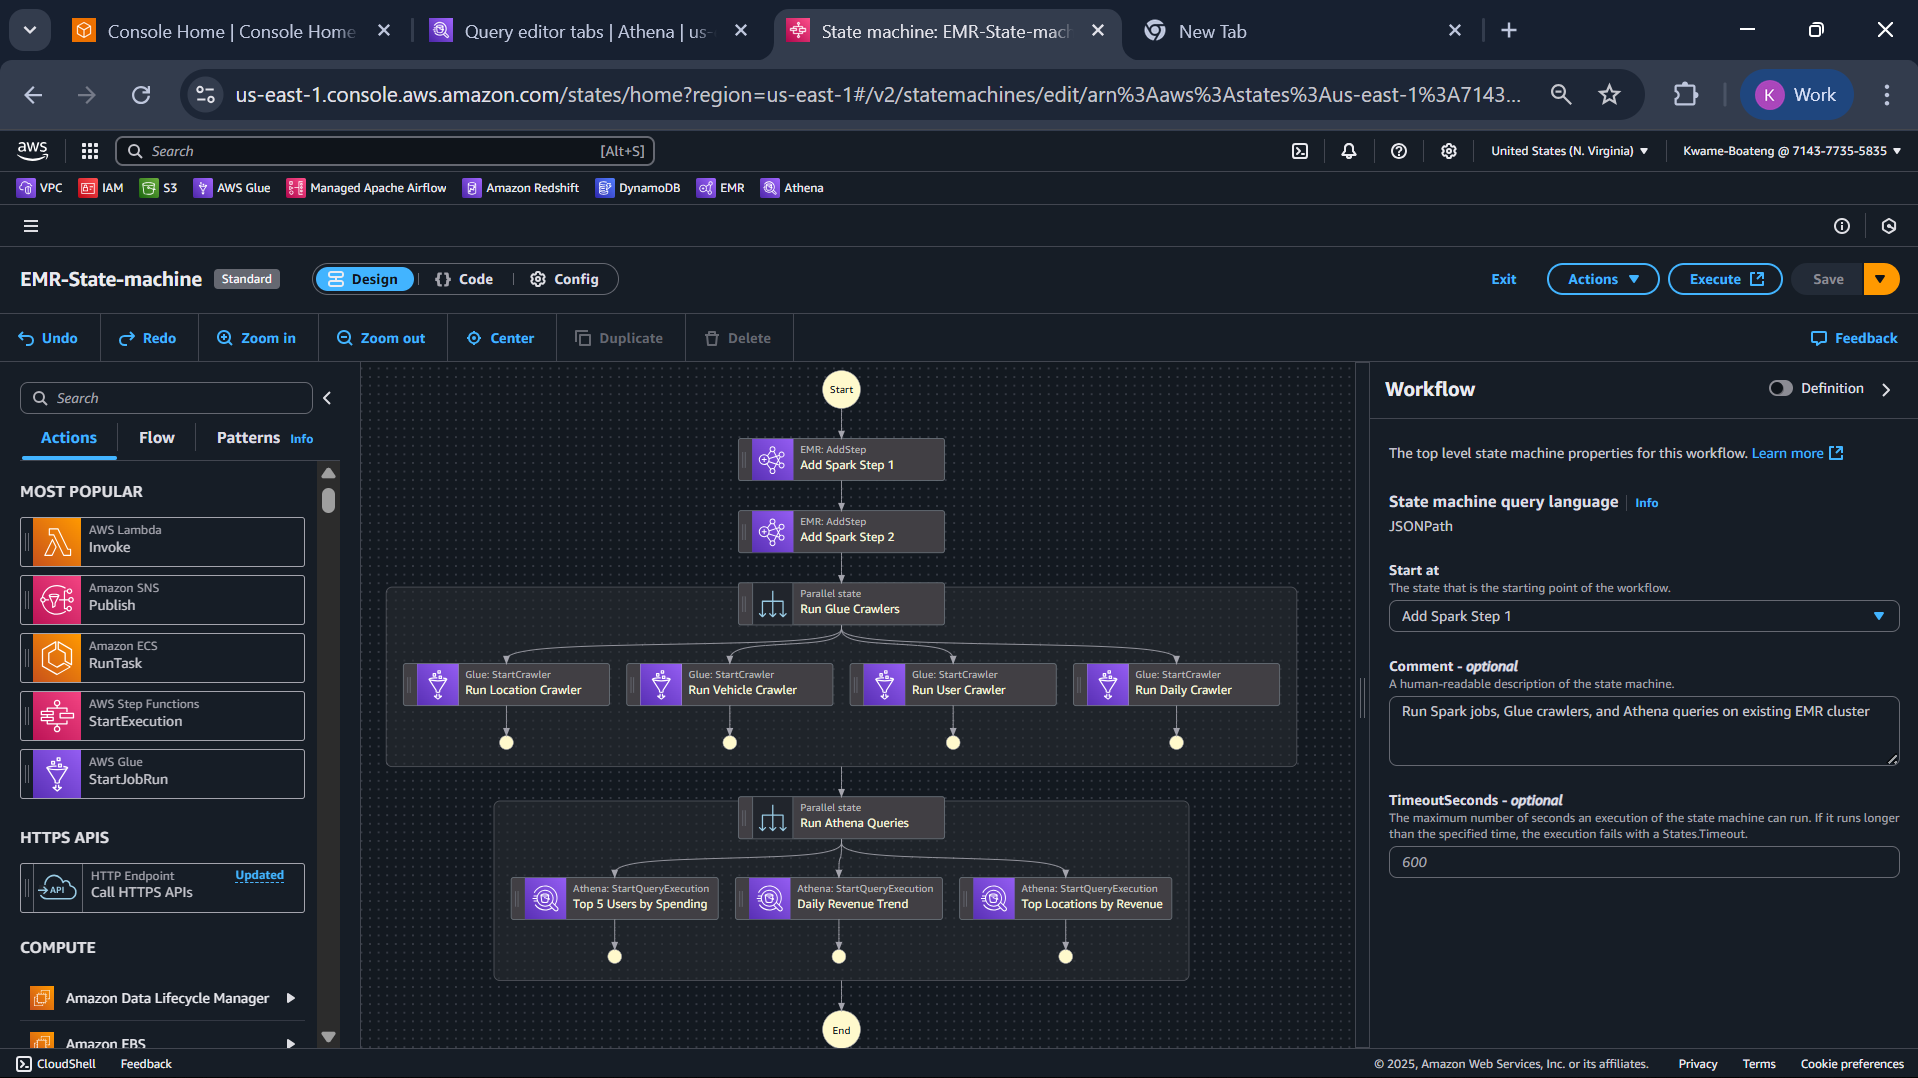 Console Home | Console Home
Query editor tabs | Athena | us-
State machine: EMR-State-mach
New Tab
us-east-1.console.aws.amazon.com/states/home?region=us-east-1#/v2/statemachines/edit/arn%3Aaws%3Astates%3Aus-east-1%3A7143...
K Work
aws
Search [Alt+S]
United States (N. Virginia)
Kwame-Boateng @ 7143-7735-5835
VPC IAM S3 AWS Glue Managed Apache Airflow Amazon Redshift DynamoDB EMR Athena
EMR-State-machine Standard
Design {} Code Config
Exit Actions Execute Save
Undo Redo Zoom in Zoom out Center Duplicate Delete Feedback
Search
Actions Flow Patterns Info
MOST POPULAR
AWS Lambda
Invoke
Amazon SNS
Publish
Amazon ECS
RunTask
AWS Step Functions
StartExecution
AWS Glue
StartJobRun
HTTPS APIS
API
HTTP Endpoint Updated
Call HTTPS APIs
COMPUTE
Amazon Data Lifecycle Manager
Amazon EBS
Start
EMR: AddStep
Add Spark Step 1
EMR: AddStep
Add Spark Step 2
Parallel state
Run Glue Crawlers
Glue: StartCrawler
Run Location Crawler
Glue: StartCrawler
Run Vehicle Crawler
Glue: StartCrawler
Run User Crawler
Glue: StartCrawler
Run Daily Crawler
Parallel state
Run Athena Queries
Athena: StartQueryExecution
Top 5 Users by Spending
Athena: StartQueryExecution
Daily Revenue Trend
Athena: StartQueryExecution
Top Locations by Revenue
End
Workflow
Definition
The top level state machine properties for this workflow. Learn more
State machine query language Info
JSONPath
Start at
The state that is the starting point of the workflow.
Add Spark Step 1
Comment - optional
A human-readable description of the state machine.
Run Spark jobs, Glue crawlers, and Athena queries on existing EMR cluster
TimeoutSeconds - optional
The maximum number of seconds an execution of the state machine can run. If it runs longer
than the specified time, the execution fails with a States.Timeout.
600
CloudShell Feedback
© 2025, Amazon Web Services, Inc. or its affiliates. Privacy Terms Cookie preferences